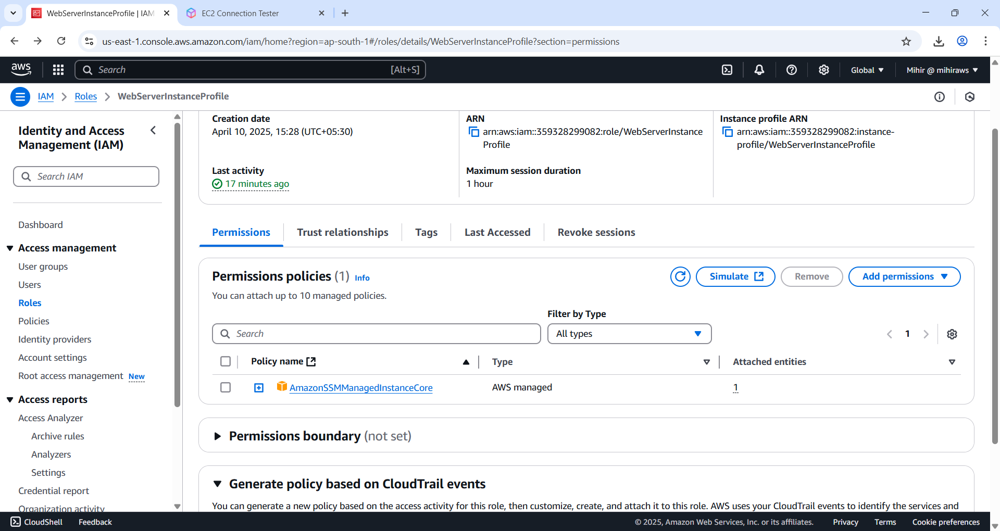 WebServerInstanceProfile | IAM
EC2 Connection Tester
us-east-1.console.aws.amazon.com/iam/home?region=ap-south-1#/roles/details/WebServerInstanceProfile?section=permissions
aws
Search
[Alt+S]
Global
Mihir @ mihiraws
IAM
Roles
WebServerInstanceProfile
Identity and Access
Management (IAM)
Search IAM
Dashboard
Access management
User groups
Users
Roles
Policies
Identity providers
Account settings
Root access management New
Access reports
Access Analyzer
Archive rules
Analyzers
Settings
Credential report
Organization activity
Creation date
April 10, 2025, 15:28 (UTC+05:30)
Last activity
17 minutes ago
ARN
arn:aws:iam::359328299082:role/WebServerInstance
Profile
Maximum session duration
1 hour
Instance profile ARN
arn:aws:iam::359328299082:instance-
profile/WebServerInstanceProfile
Permissions
Trust relationships
Tags
Last Accessed
Revoke sessions
Permissions policies (1) Info
You can attach up to 10 managed policies.
Simulate
Remove
Add permissions
Filter by Type
Search
All types
1
Policy name
Type
Attached entities
AmazonSSMManagedInstanceCore
AWS managed
1
Permissions boundary (not set)
Generate policy based on CloudTrail events
You can generate a new policy based on the access activity for this role, then customize, create, and attach it to this role. AWS uses your CloudTrail events to identify the services and
CloudShell
Feedback
© 2025, Amazon Web Services, Inc. or its affiliates.
Privacy
Terms
Cookie preferences